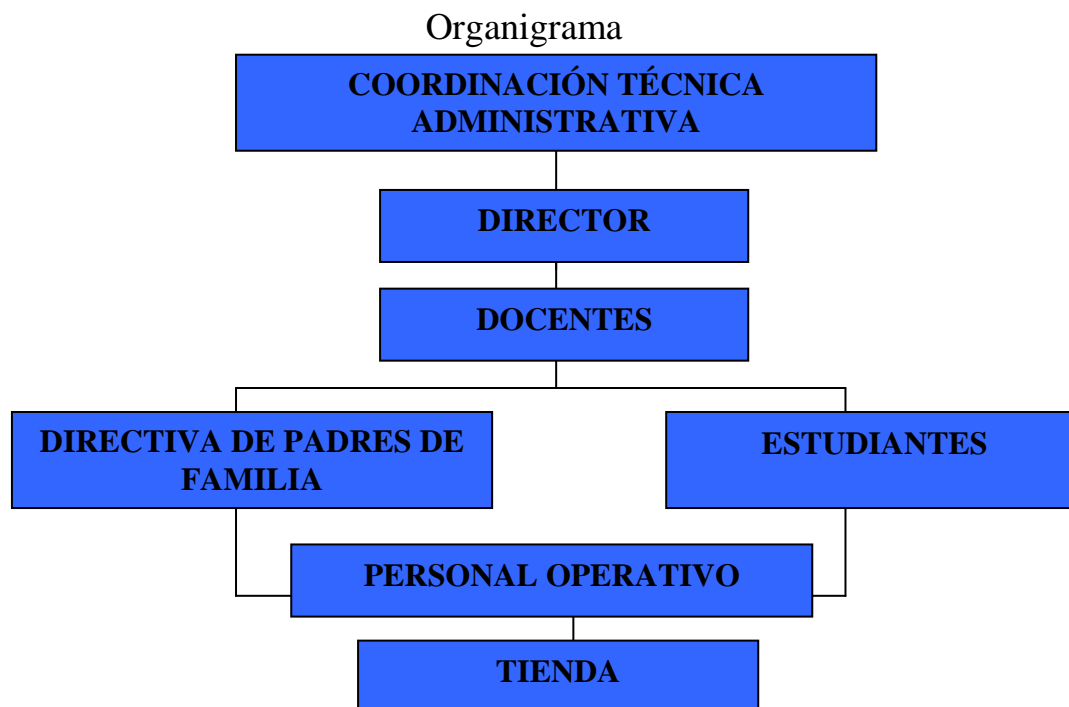 Organigrama
COORDINACIÓN TÉCNICA
ADMINISTRATIVA
DIRECTOR
DOCENTES
DIRECTIVA DE PADRES DE
FAMILIA
ESTUDIANTES
PERSONAL OPERATIVO
TIENDA